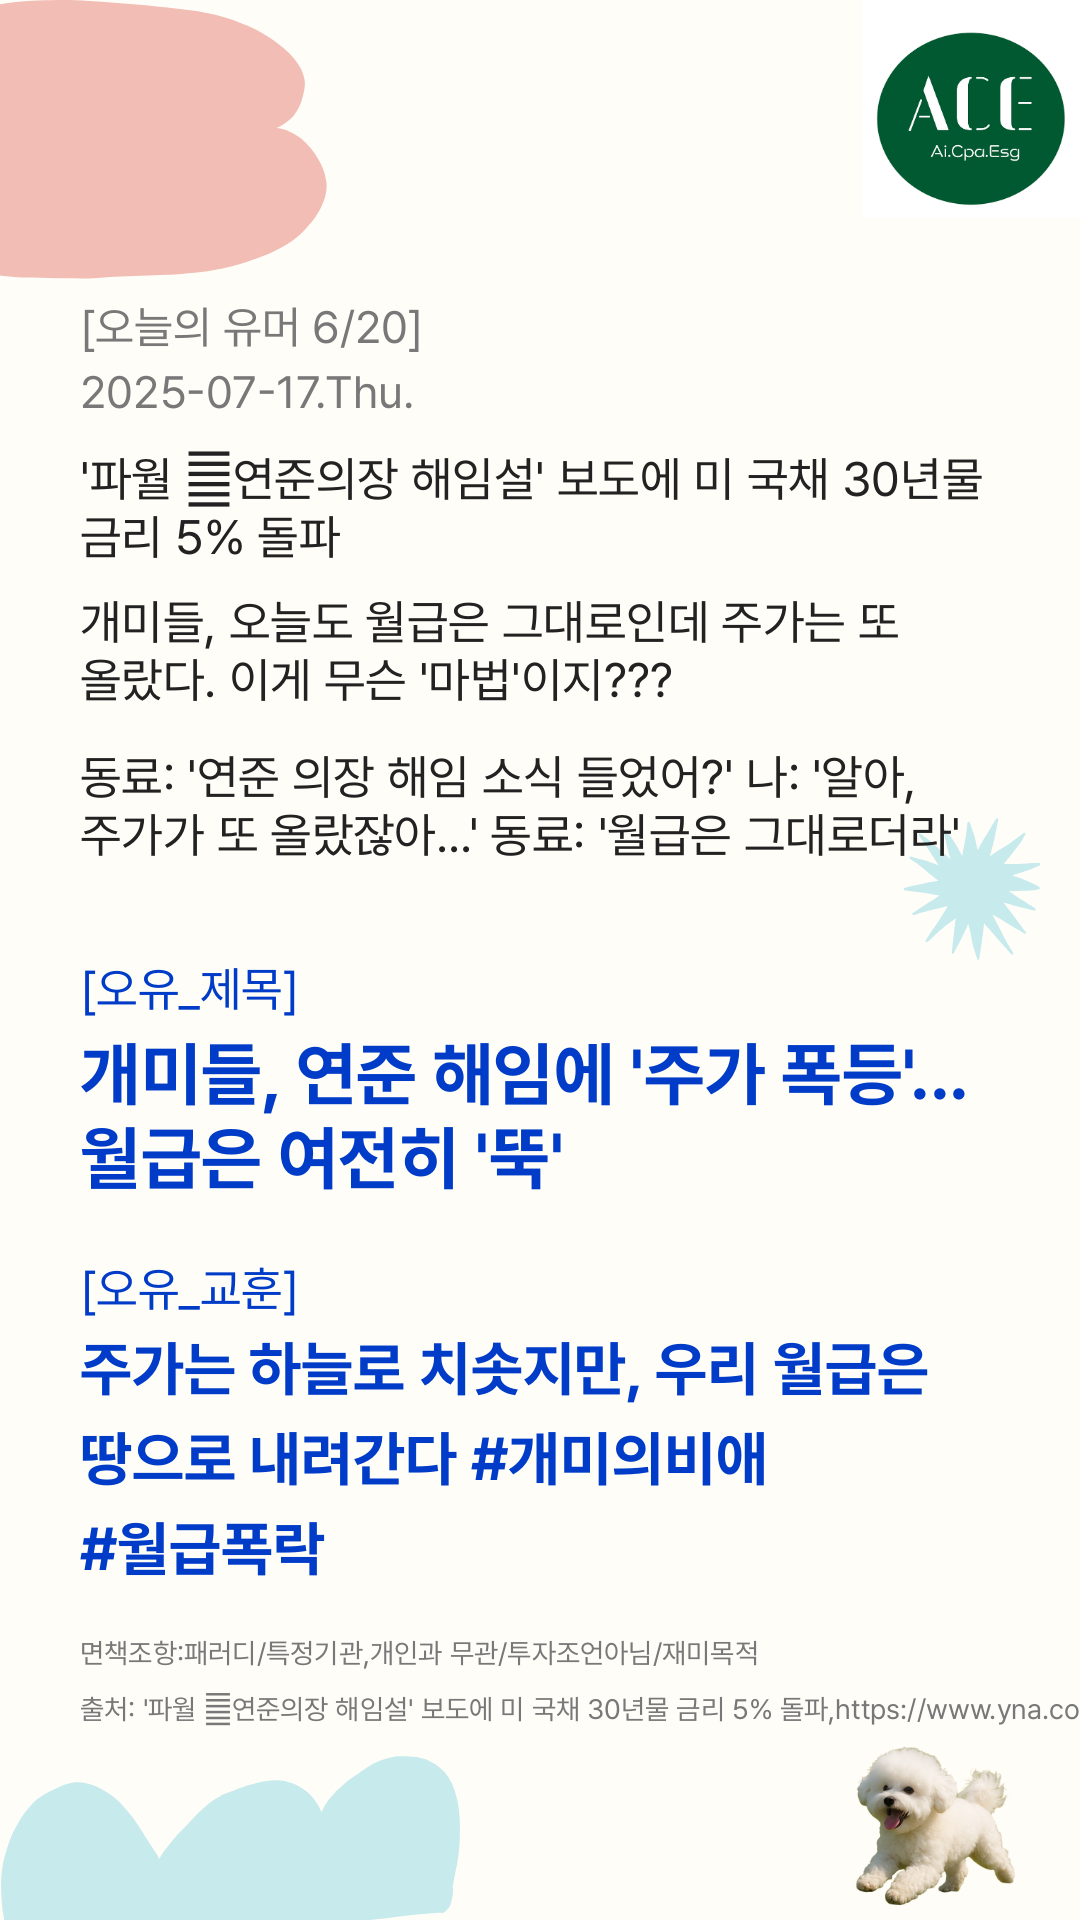 ACE
Ai.Cpa.Esg
[오늘의 유머 6/20]
2025-07-17.Thu.
'파월 연준의장 해임설' 보도에 미 국채 30년물
금리 5% 돌파
개미들, 오늘도 월급은 그대로인데 주가는 또
올랐다. 이게 무슨 '마법'이지???
동료: '연준 의장 해임 소식 들었어?' 나: '알아,
주가가 또 올랐잖아...' 동료: '월급은 그대로더라'
[오유_제목]
개미들, 연준 해임에 '주가 폭등'...
월급은 여전히 '뚝'
[오유_교훈]
주가는 하늘로 치솟지만, 우리 월급은
땅으로 내려간다 #개미의비애
#월급폭락
면책조항:패러디/특정기관,개인과 무관/투자조언아님/재미목적
출처: '파월 연준의장 해임설' 보도에 미 국채 30년물 금리 5% 돌파,https://www.yna.co